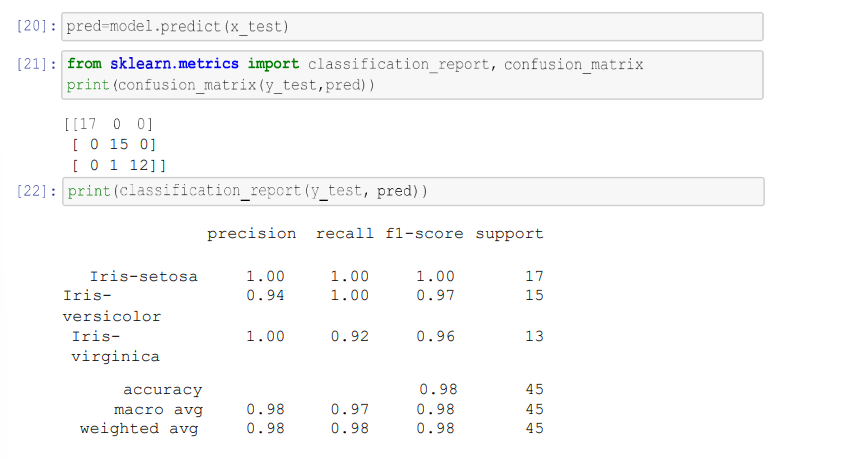 [20]: pred=model.predict(x_test)
[21]: from sklearn.metrics import classification_report, confusion_matrix
print(confusion_matrix(y_test,pred))
[[17 0 0]
[ 0 15 0]
[ 0 1 12]]
[22]: print(classification_report(y_test, pred))
precision recall f1-score support
Iris-setosa 1.00 1.00 1.00 17
Iris- 0.94 1.00 0.97 15
versicolor
Iris- 1.00 0.92 0.96 13
virginica
accuracy 0.98 45
macro avg 0.98 0.97 0.98 45
weighted avg 0.98 0.98 0.98 45